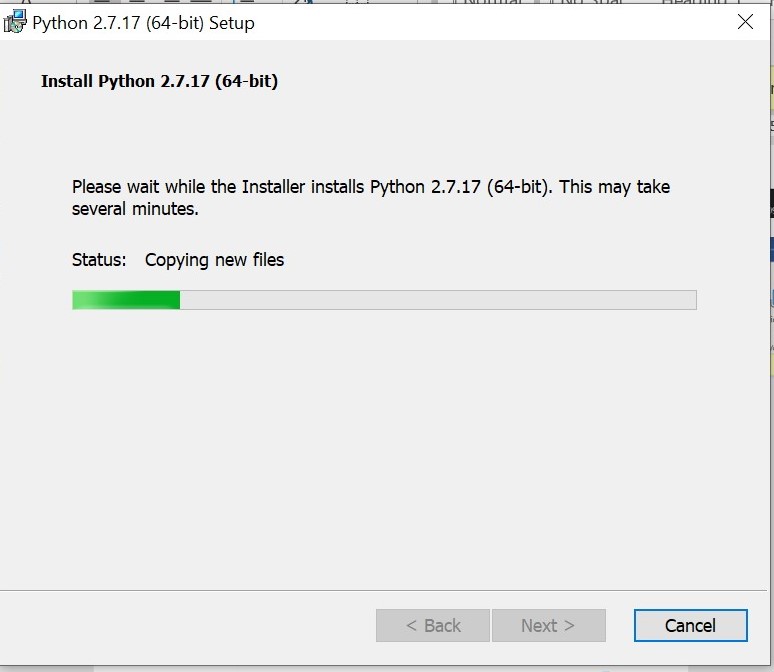 Python 2.7.17 (64-bit) Setup
Install Python 2.7.17 (64-bit)
Please wait while the Installer installs Python 2.7.17 (64-bit). This may take
several minutes.
Status: Copying new files
< Back
Next >
Cancel